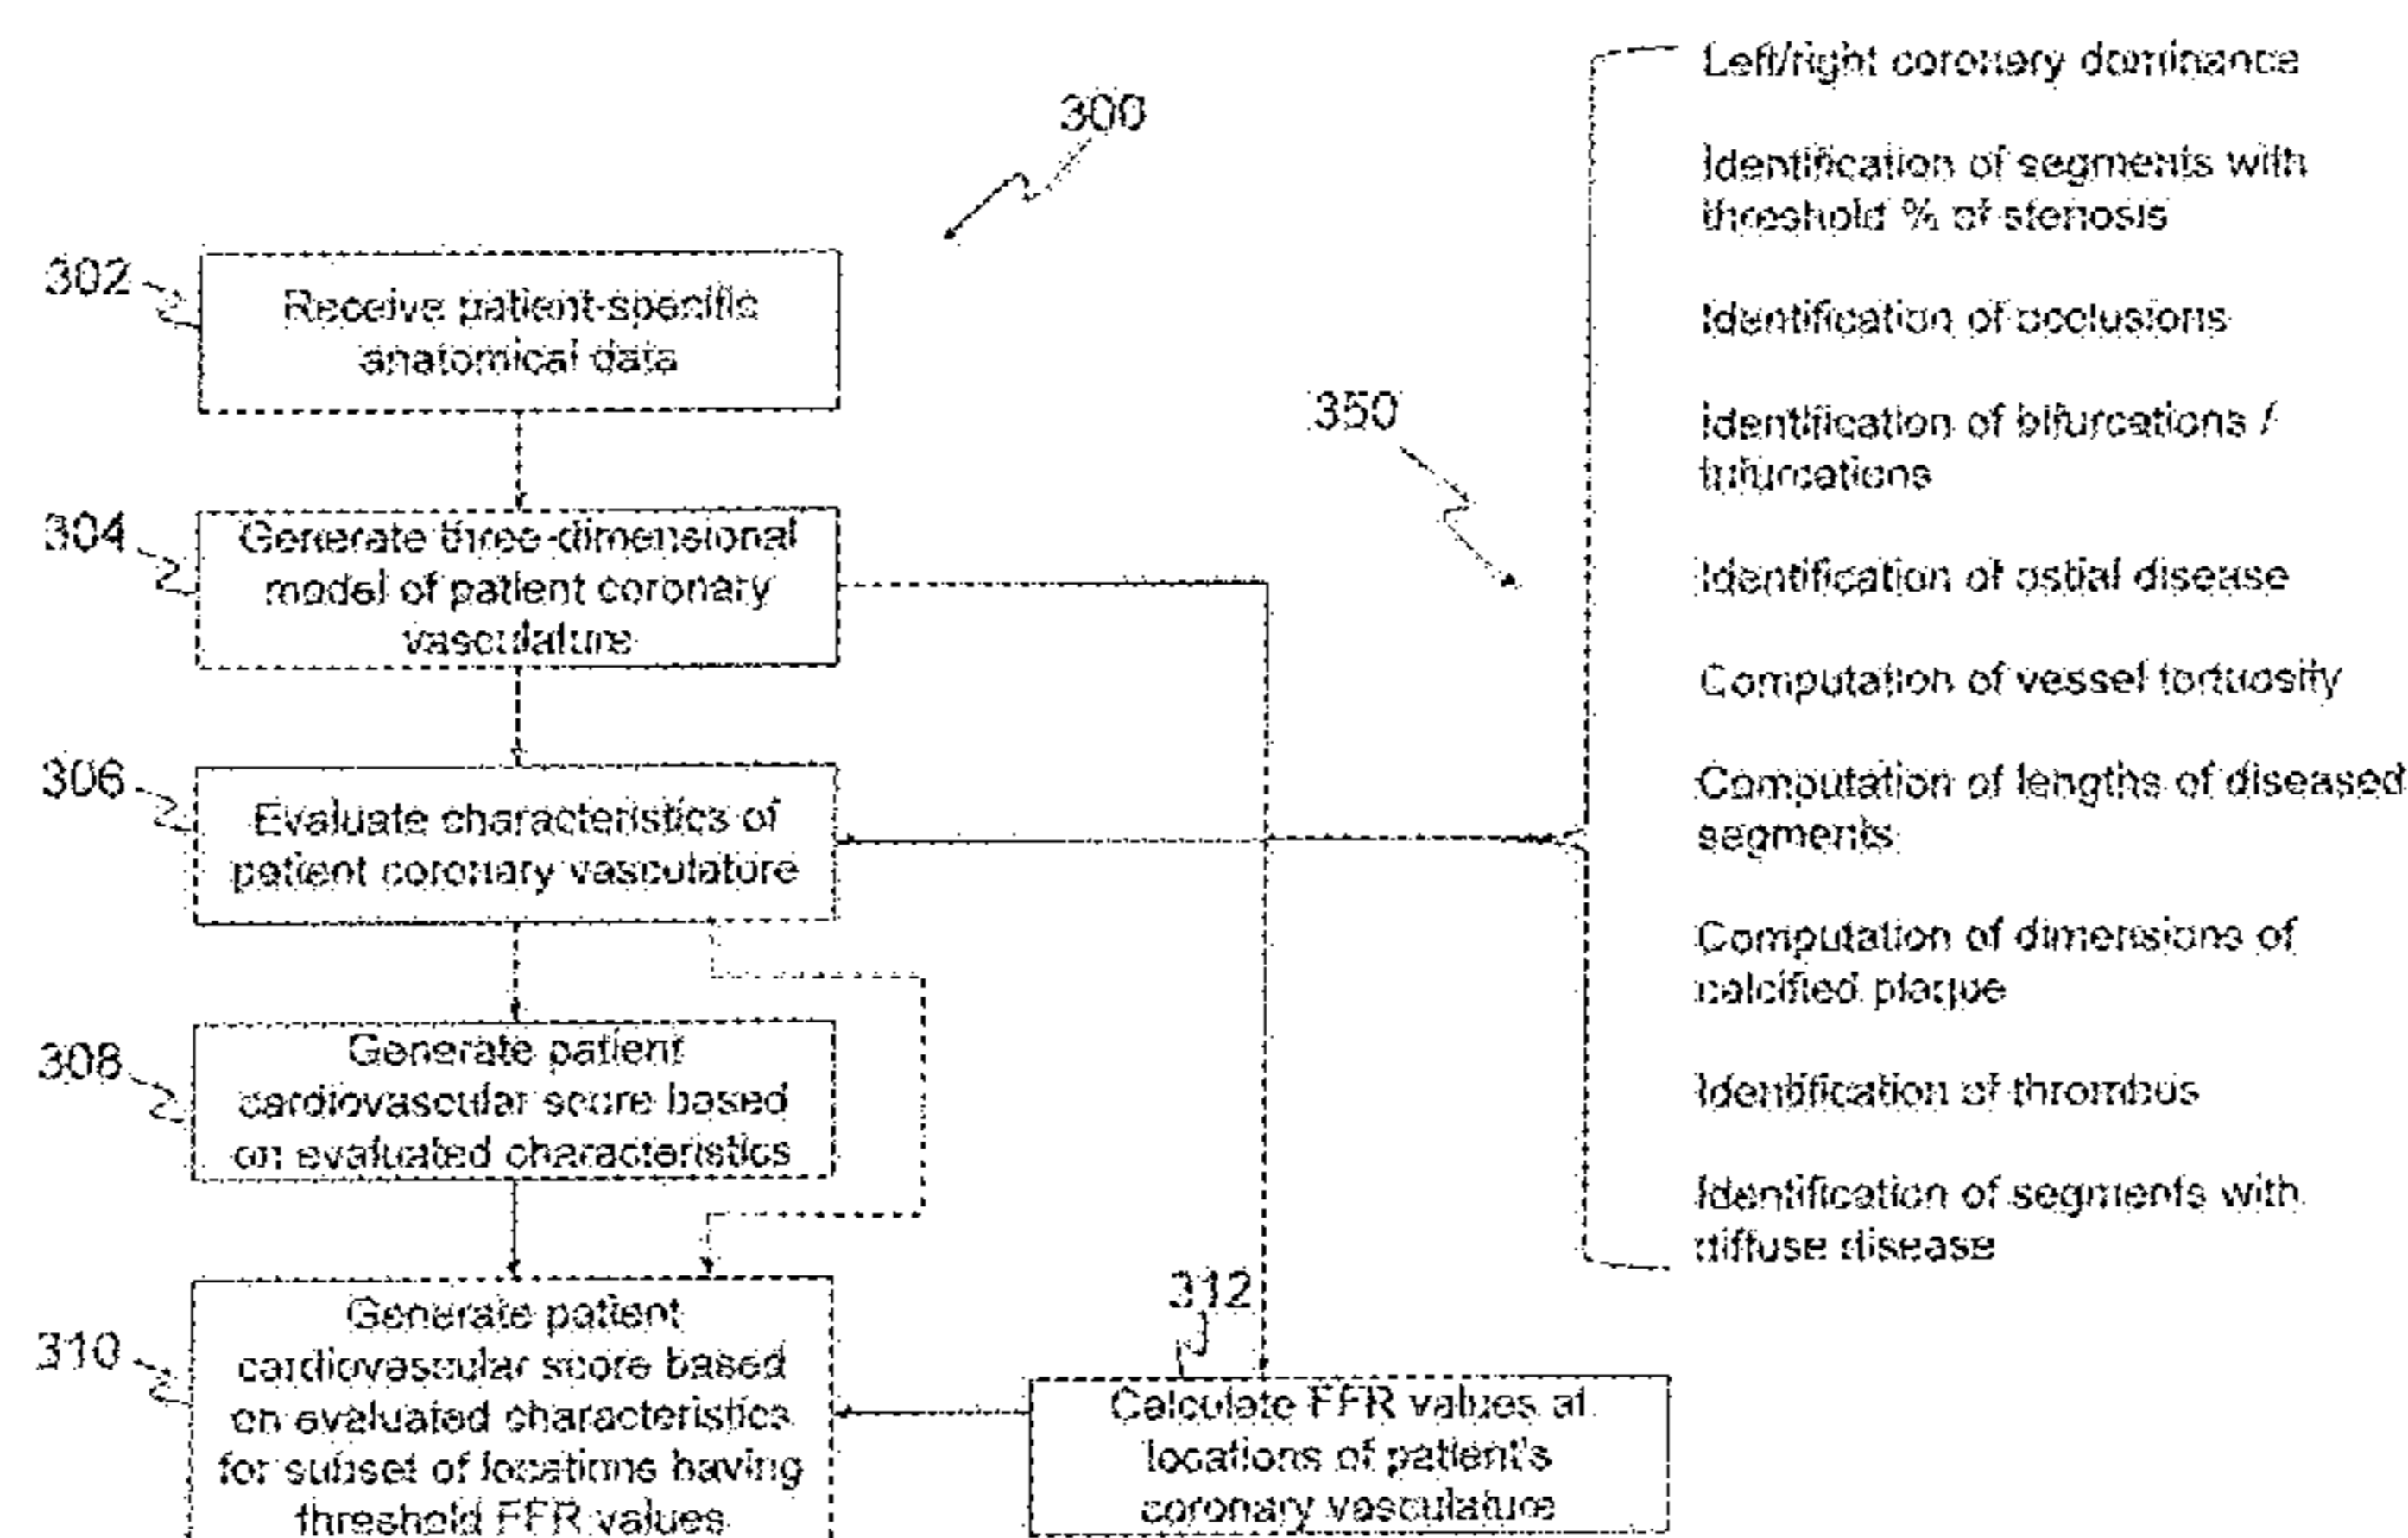 300
302
Receive patient-specific
anatomical data
304
Generate three-dimensional
model of patient coronary
vasculature
306
Evaluate characteristics of
patient coronary vasculature
308
Generate patient
cardiovascular score based
on evaluated characteristics
310
Generate patient
cardiovascular score based
on evaluated characteristics
for subset of locations having
threshold FFR values
312
Calculate FFR values at
locations of patient's
coronary vasculature
350
Left/right coronary dominance
Identification of segments with
threshold % of stenosis
Identification of occlusions
Identification of bifurcations /
trifurcations
Identification of ostial disease
Computation of vessel tortuosity
Computation of lengths of diseased
segments
Computation of dimensions of
calcified plaque
Identification of thrombus
Identification of segments with
diffuse disease